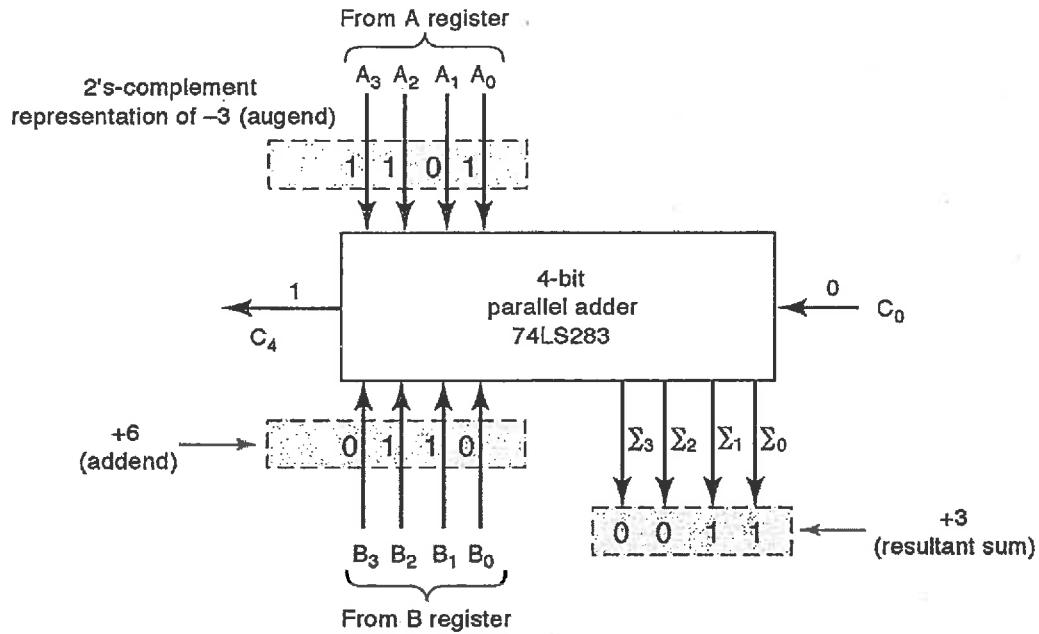 From A register
A₃ A₂ A₁ A₀
2's-complement
representation of –3 (augend)
1 1 0 1
4-bit
parallel adder
74LS283
1
C₄
0
C₀
+6
(addend)
0 1 1 0
Σ₃ Σ₂ Σ₁ Σ₀
0 0 1 1
+3
(resultant sum)
B₃ B₂ B₁ B₀
From B register